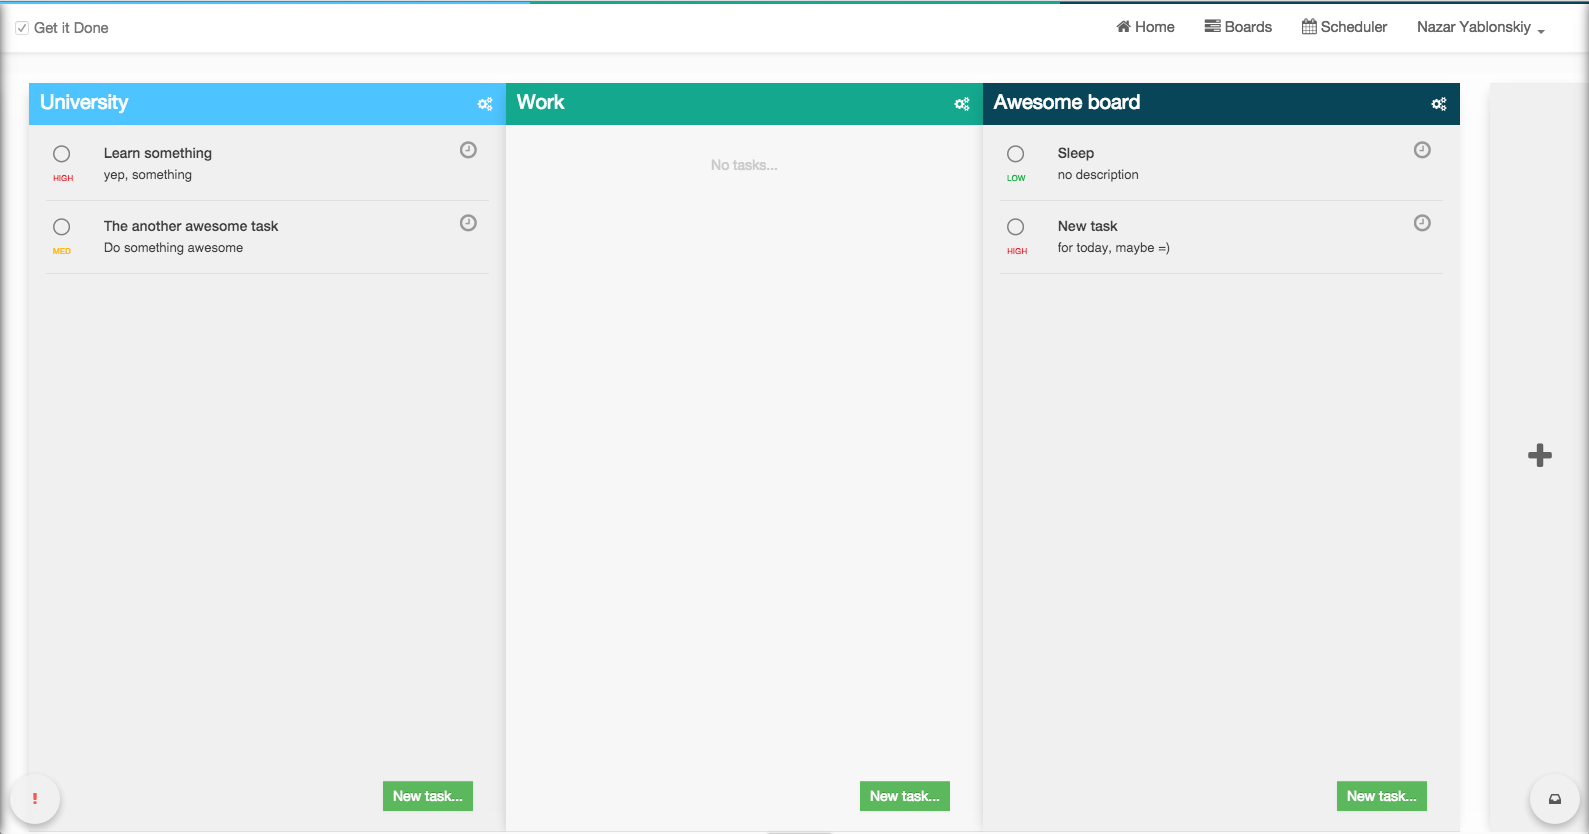 Get it Done
Home
Boards
Scheduler
Nazar Yablonskiy
University
Learn something
HIGH
yep, something
The another awesome task
MED
Do something awesome
New task...
Work
No tasks...
New task...
Awesome board
Sleep
LOW
no description
New task
HIGH
for today, maybe =)
New task...